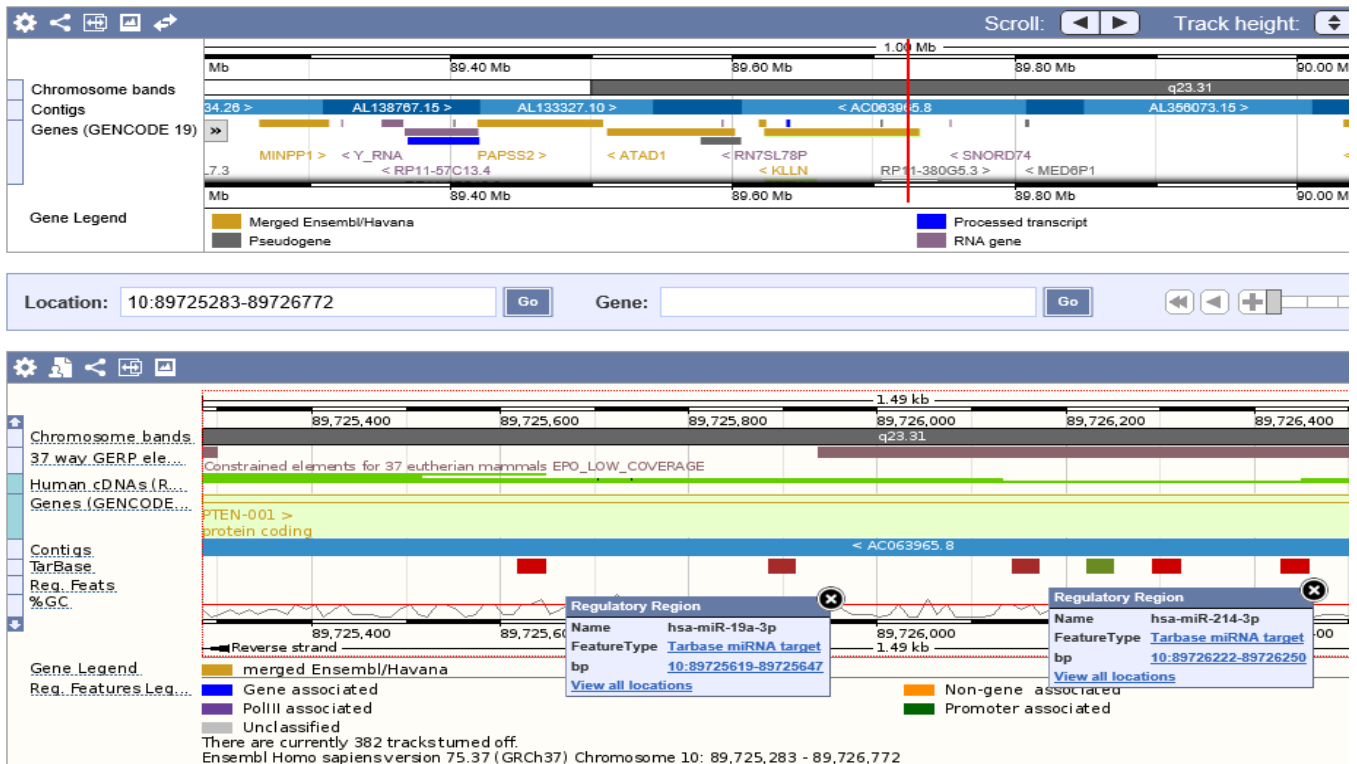 Scroll: Track height:
1.00 Mb
Mb 89.40 Mb 89.60 Mb 89.80 Mb 90.00 M
Chromosome bands q23.31
Contigs 34.26 > AL138767.15 > AL133327.10 > < AC063965.8 AL356073.15 >
Genes (GENCODE 19) »
MINPP1 > < Y_RNA PAPSS2 > < ATAD1 < RN7SL78P < SNORD74
L7.3 < RP11-57C13.4 < KLLN RP11-380G5.3 > < MED6P1
Mb 89.40 Mb 89.60 Mb 89.80 Mb 90.00 M
Gene Legend
Merged Ensembl/Havana Processed transcript
Pseudogene RNA gene
Location: 10:89725283-89726772 Go Gene: Go
1.49 kb
89,725,400 89,725,600 89,725,800 89,726,000 89,726,200 89,726,400
Chromosome bands q23.31
37 way GERP ele...
Constrained elements for 37 eutherian mammals EPO_LOW_COVERAGE
Human cDNAs (R...
Genes (GENCODE...
PTEN-001 >
protein coding
Contigs < AC063965.8
TarBase
Reg. Feats
%GC
Regulatory Region
Name hsa-miR-19a-3p
FeatureType Tarbase miRNA target
bp 10:89725619-89725647
View all locations
Regulatory Region
Name hsa-miR-214-3p
FeatureType Tarbase miRNA target
bp 10:89726222-89726250
View all locations
89,725,400 89,725,6 89,726,000 00
Reverse strand 1.49 kb
Gene Legend merged Ensembl/Havana
Reg. Features Leg... Gene associated Non-gene associated
PolIII associated Promoter associated
Unclassified
There are currently 382 tracks turned off.
Ensembl Homo sapiens version 75.37 (GRCh37) Chromosome 10: 89,725,283 - 89,726,772